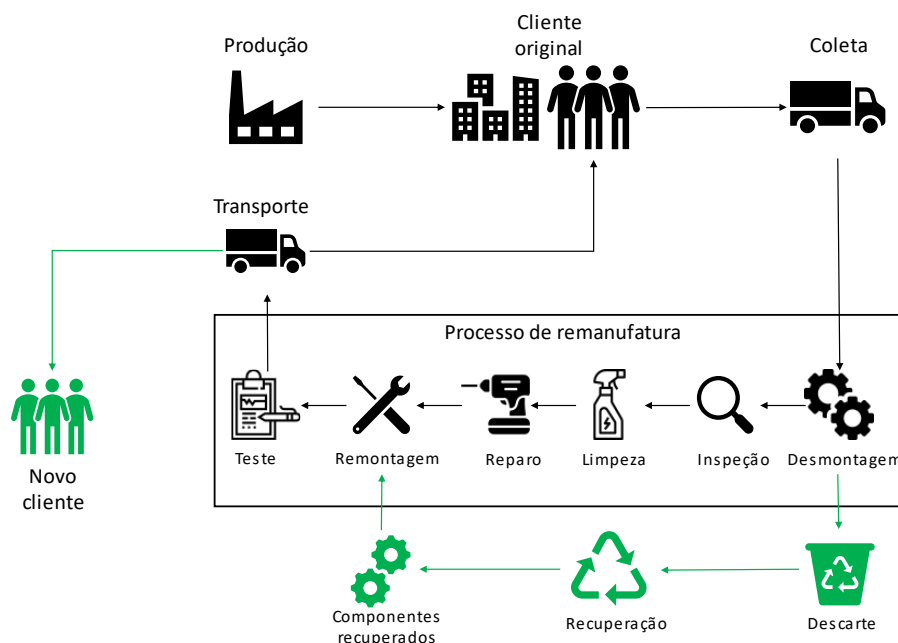 Produção
Cliente
original
Coleta
Transporte
Processo de remanufatura
Teste
Remontagem
Reparo
Limpeza
Inspeção
Desmontagem
Novo
cliente
Componentes
recuperados
Recuperação
Descarte